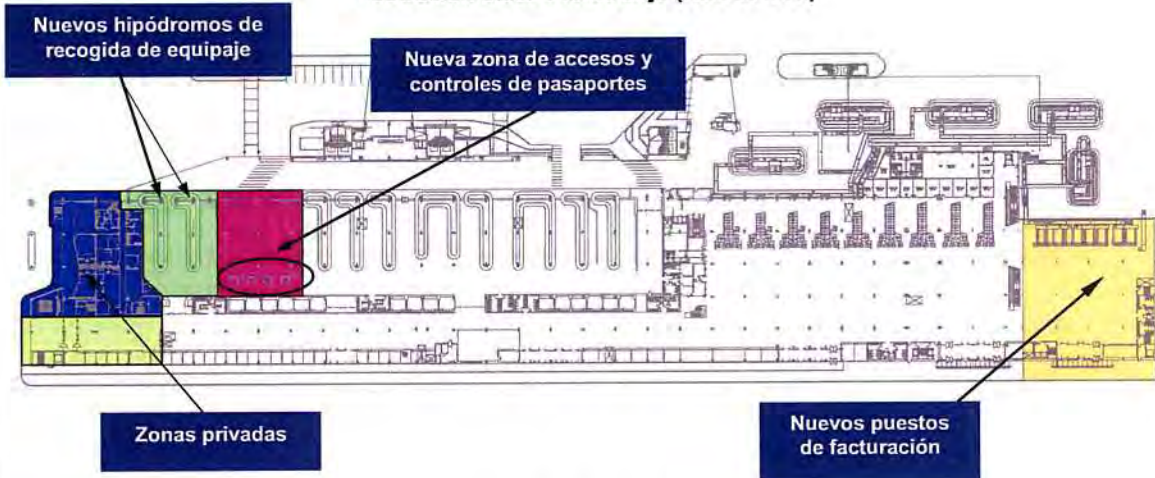 Nuevos hipódromos de
recogida de equipaje
Nueva zona de accesos y
controles de pasaportes
Zonas privadas
Nuevos puestos
de facturación